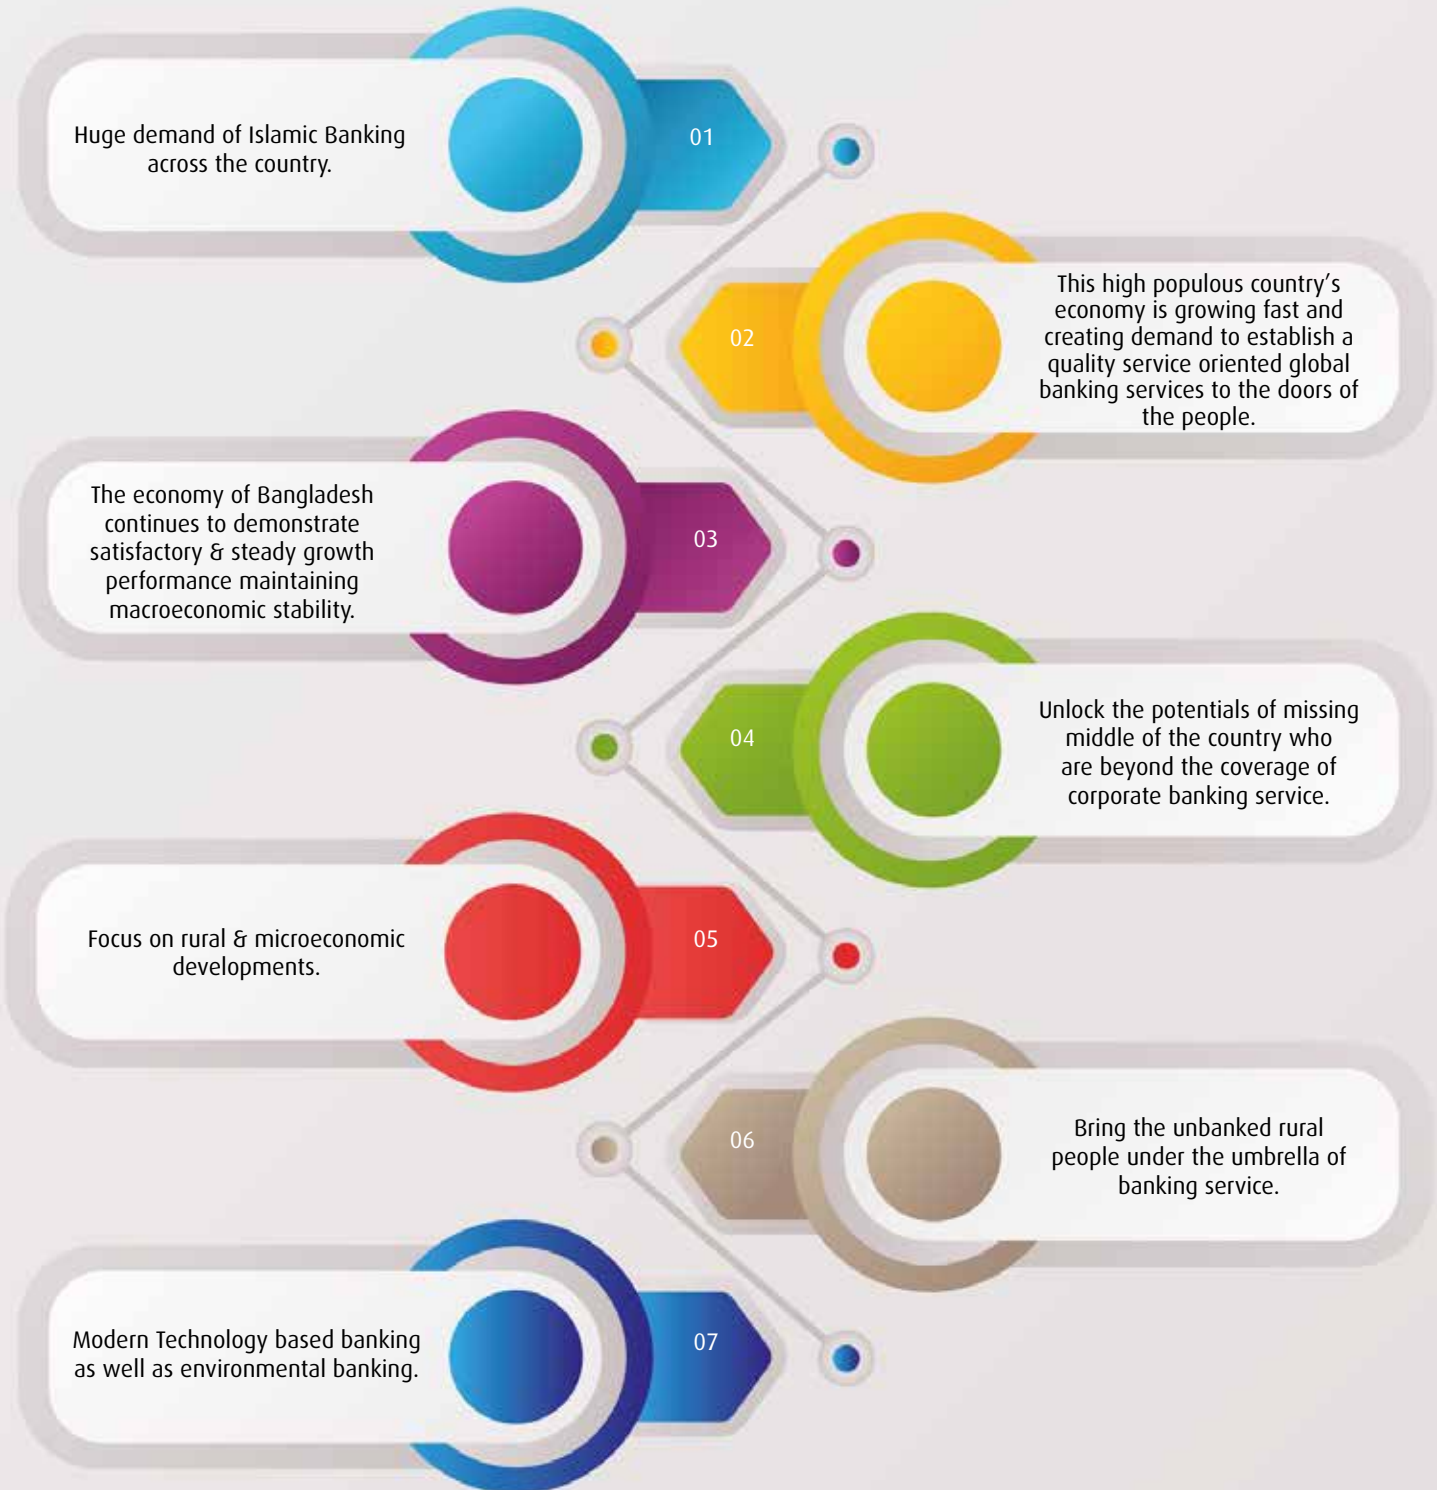 Huge demand of Islamic Banking
across the country.
01
02
This high populous country's
economy is growing fast and
creating demand to establish a
quality service oriented global
banking services to the doors of
the people.
The economy of Bangladesh
continues to demonstrate
satisfactory & steady growth
performance maintaining
macroeconomic stability.
03
04
Unlock the potentials of missing
middle of the country who
are beyond the coverage of
corporate banking service.
Focus on rural & microeconomic
developments.
05
06
Bring the unbanked rural
people under the umbrella of
banking service.
Modern Technology based banking
as well as environmental banking.
07